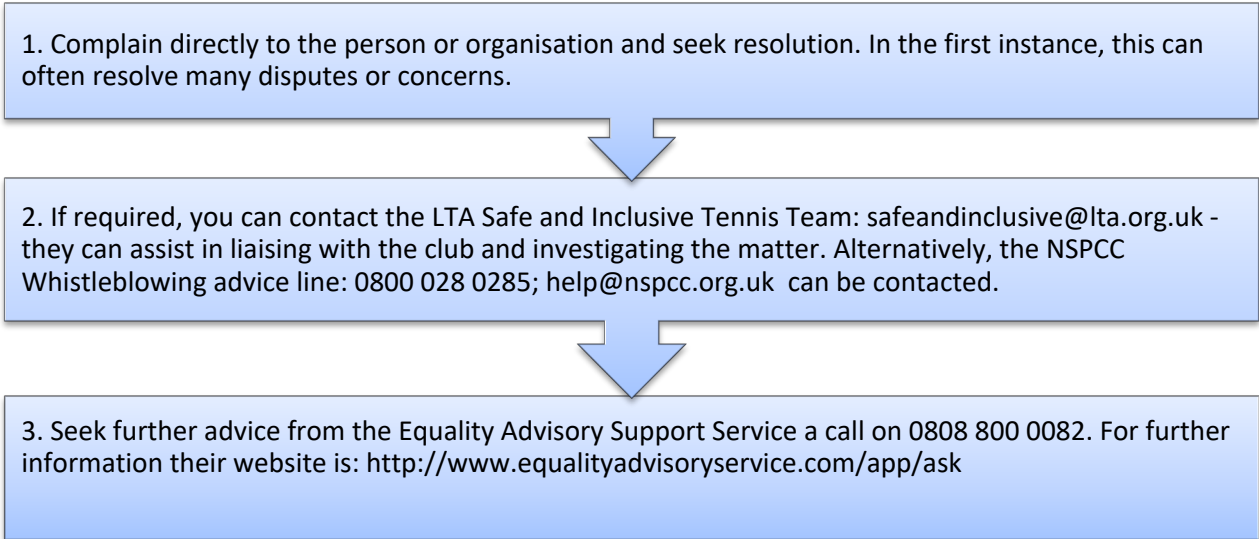 1. Complain directly to the person or organisation and seek resolution. In the first instance, this can
often resolve many disputes or concerns.
2. If required, you can contact the LTA Safe and Inclusive Tennis Team: safeandinclusive@lta.org.uk -
they can assist in liaising with the club and investigating the matter. Alternatively, the NSPCC
Whistleblowing advice line: 0800 028 0285; help@nspcc.org.uk  can be contacted.
3. Seek further advice from the Equality Advisory Support Service a call on 0808 800 0082. For further
information their website is: http://www.equalityadvisoryservice.com/app/ask